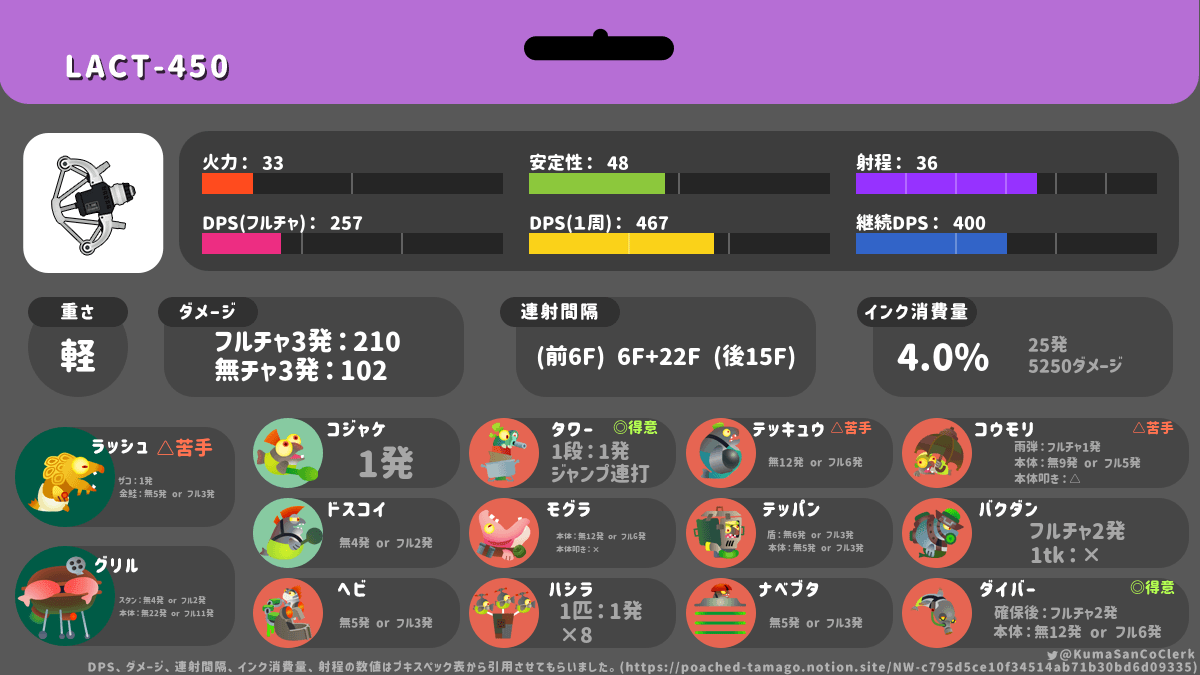 LACT-450
火力： 33
安定性： 48
射程： 36
DPS(フルチャ)： 257
DPS(1周)： 467
継続DPS： 400
重さ
軽
ダメージ
フルチャ3発：210
無チャ3発：102
連射間隔
(前6F) 6F+22F (後15F)
インク消費量
4.0%
25発
5250ダメージ
ラッシュ △苦手
ザコ：1発
金鮭：無5発 or フル3発
グリル
スタン：無4発 or フル2発
本体：無22発 or フル11発
コジャケ
1発
タワー ◎得意
1段：1発
ジャンプ連打
テッキュウ △苦手
無12発 or フル6発
コウモリ △苦手
雨弾：フルチャ1発
本体：無9発 or フル5発
本体叩き：△
ドスコイ
無4発 or フル2発
モグラ
本体：無12発 or フル6発
本体叩き：×
テッパン
盾：無6発 or フル3発
本体：無5発 or フル3発
バクダン
フルチャ2発
1tk：×
ヘビ
無5発 or フル3発
ハシラ
1匹：1発
×8
ナベブタ
無5発 or フル3発
ダイバー ◎得意
確保後：フルチャ2発
本体：無12発 or フル6発
@KumaSanCoClerk
DPS、ダメージ、連射間隔、インク消費量、射程の数値はブキスペック表から引用させてもらいました。(https://poached-tamago.notion.site/NW-c795d5ce10f34514ab71b30bd6d09335)